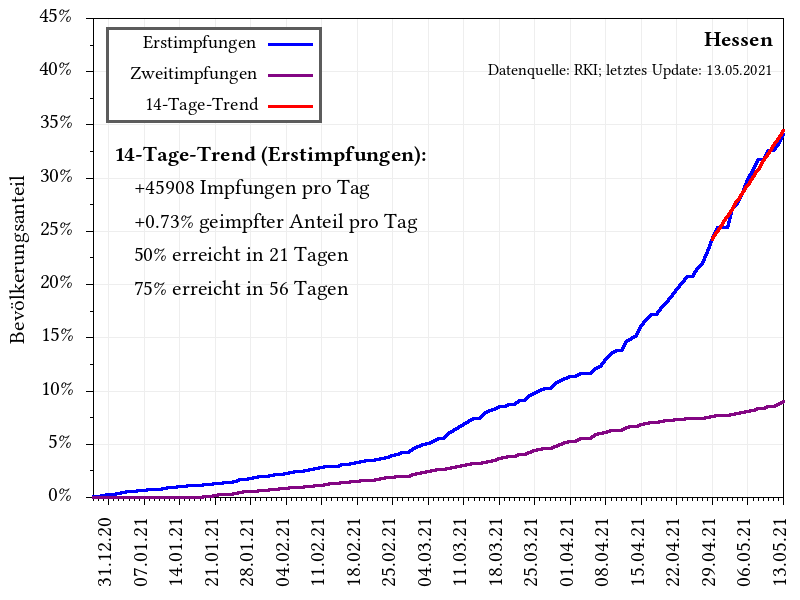 Hessen
Datenquelle: RKI; letztes Update: 13.05.2021
Erstimpfungen
Zweitimpfungen
14-Tage-Trend
14-Tage-Trend (Erstimpfungen):
+45908 Impfungen pro Tag
+0.73% geimpfter Anteil pro Tag
50% erreicht in 21 Tagen
75% erreicht in 56 Tagen
Bevölkerungsanteil
45%
40%
35%
30%
25%
20%
15%
10%
5%
0%
31.12.20
07.01.21
14.01.21
21.01.21
28.01.21
04.02.21
11.02.21
18.02.21
25.02.21
04.03.21
11.03.21
18.03.21
25.03.21
01.04.21
08.04.21
15.04.21
22.04.21
29.04.21
06.05.21
13.05.21